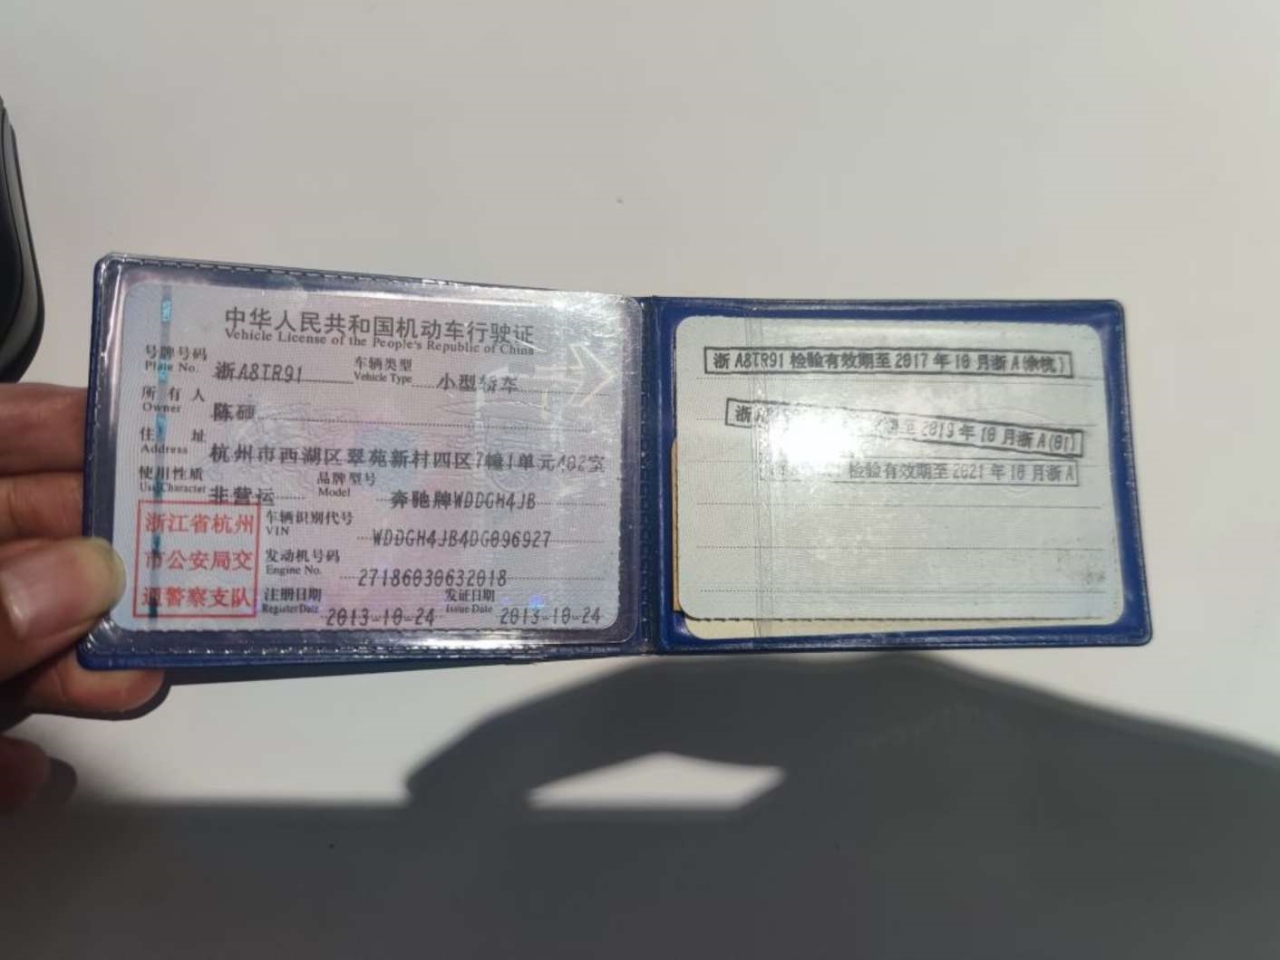 中华人民共和国机动车行驶证
Vehicle License of the People's Republic of China
号牌号码 浙A8TR91 车辆类型 小型轿车
Plate No. Vehicle Type
所有人 陈硕
Owner
住址 杭州市西湖区翠苑新村四区7幢1单元402室
Address
使用性质 非营运 品牌型号 奔驰牌WDDGH4JB
Use Character Model
浙江省杭州
市公安局交
通警察支队
车辆识别代号 WDDGH4JB4DG096927
VIN
发动机号码 27186030632018
Engine No.
注册日期 2013-10-24 发证日期 2013-10-24
Register Date Issue Date
浙A8TR91检验有效期至2017年10月浙A(余杭)
浙 至2019年10月浙A(01)
检验有效期至2021年10月浙A